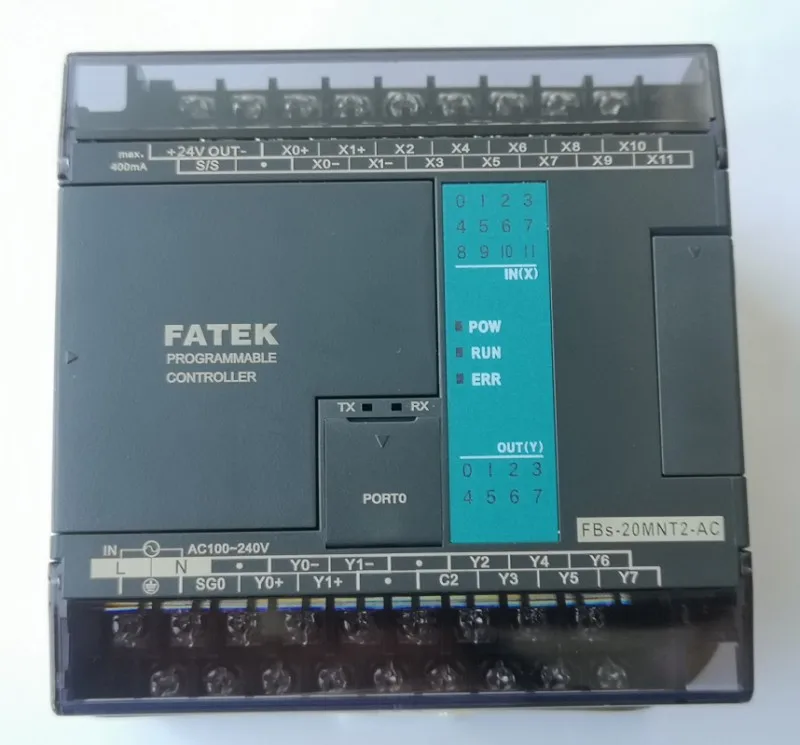 +24V OUT- X0+ X1+ X2 X4 X6 X8 X10
max. 400mA
S/S • X0- X1- X3 X5 X7 X9 X11
0 1 2 3
4 5 6 7
8 9 10 11
IN(X)
FATEK
PROGRAMMABLE
CONTROLLER
POW
RUN
ERR
TX RX
PORT0
OUT(Y)
0 1 2 3
4 5 6 7
FBs-20MNT2-AC
IN AC100~240V
L N • Y0- Y1- • Y2 Y4 Y6
SG0 Y0+ Y1+ • C2 Y3 Y5 Y7